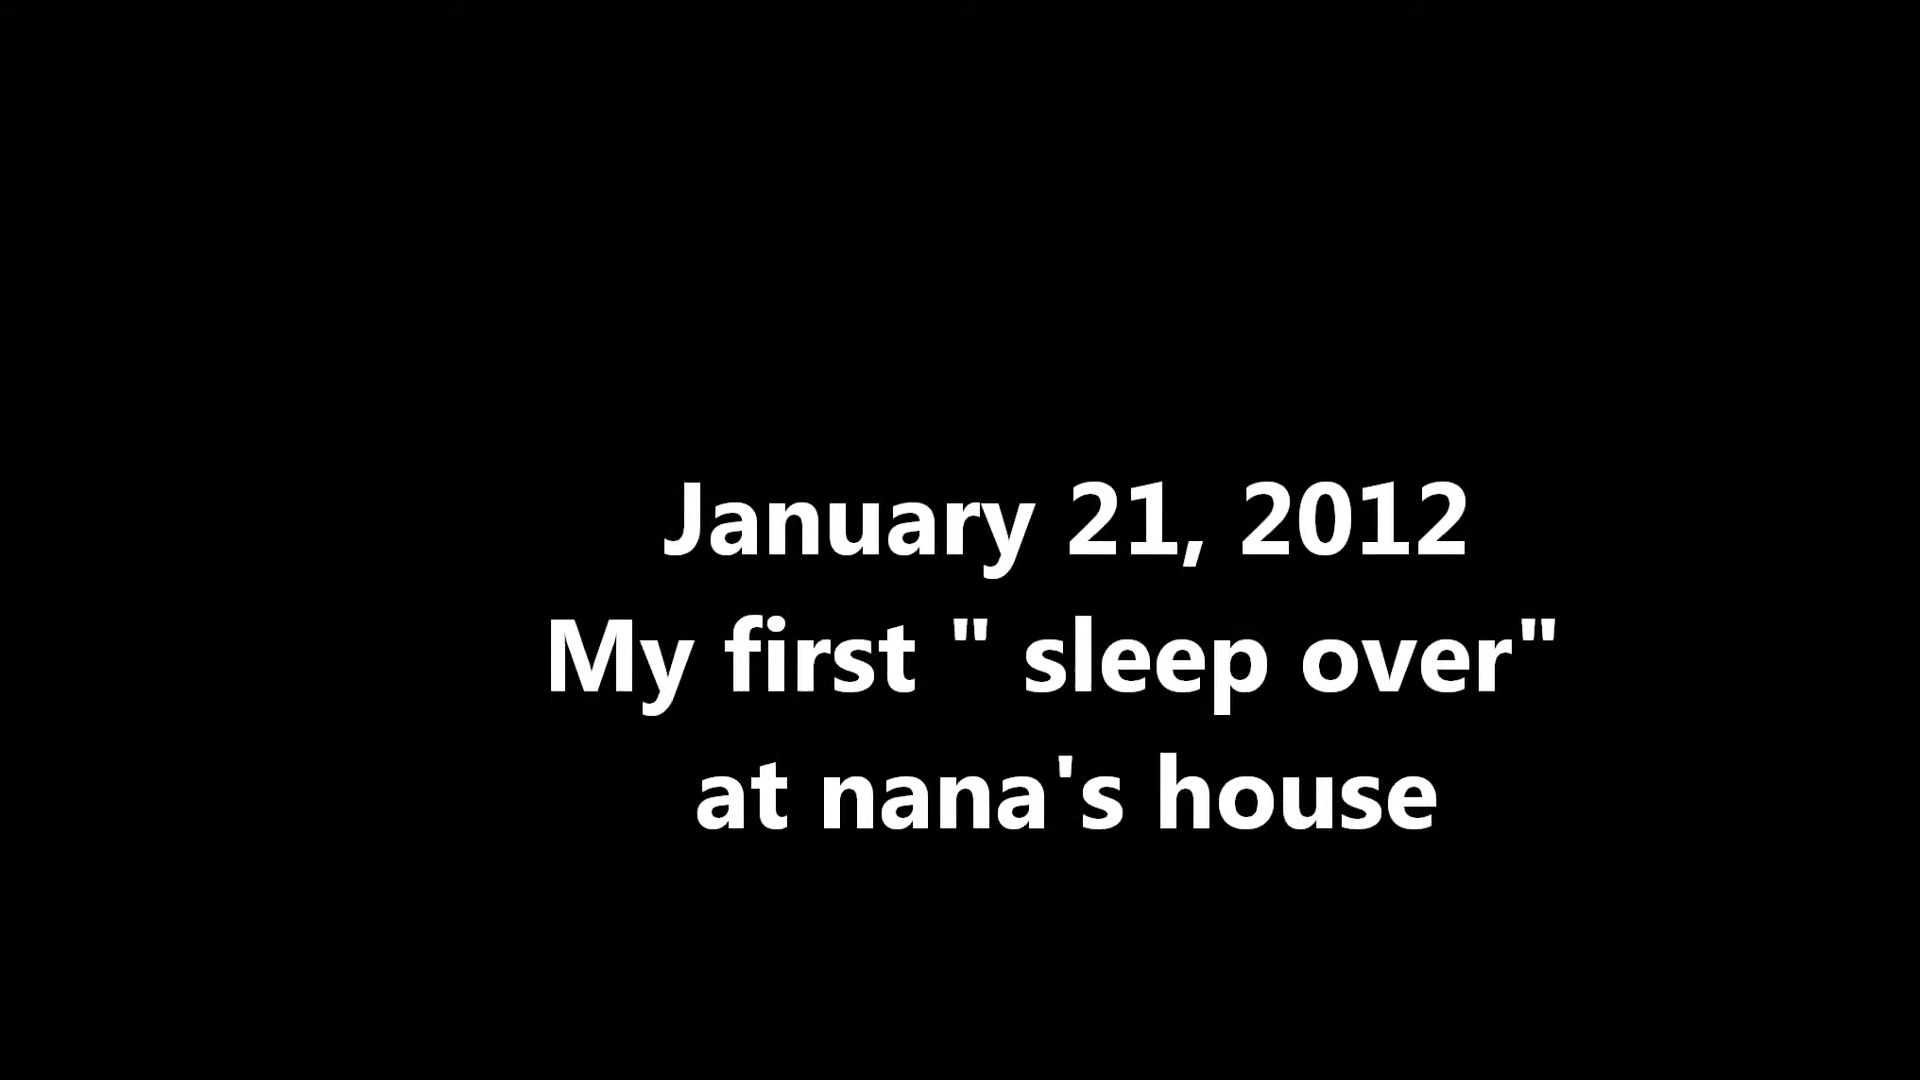 January 21, 2012
My first " sleep over"
at nana's house